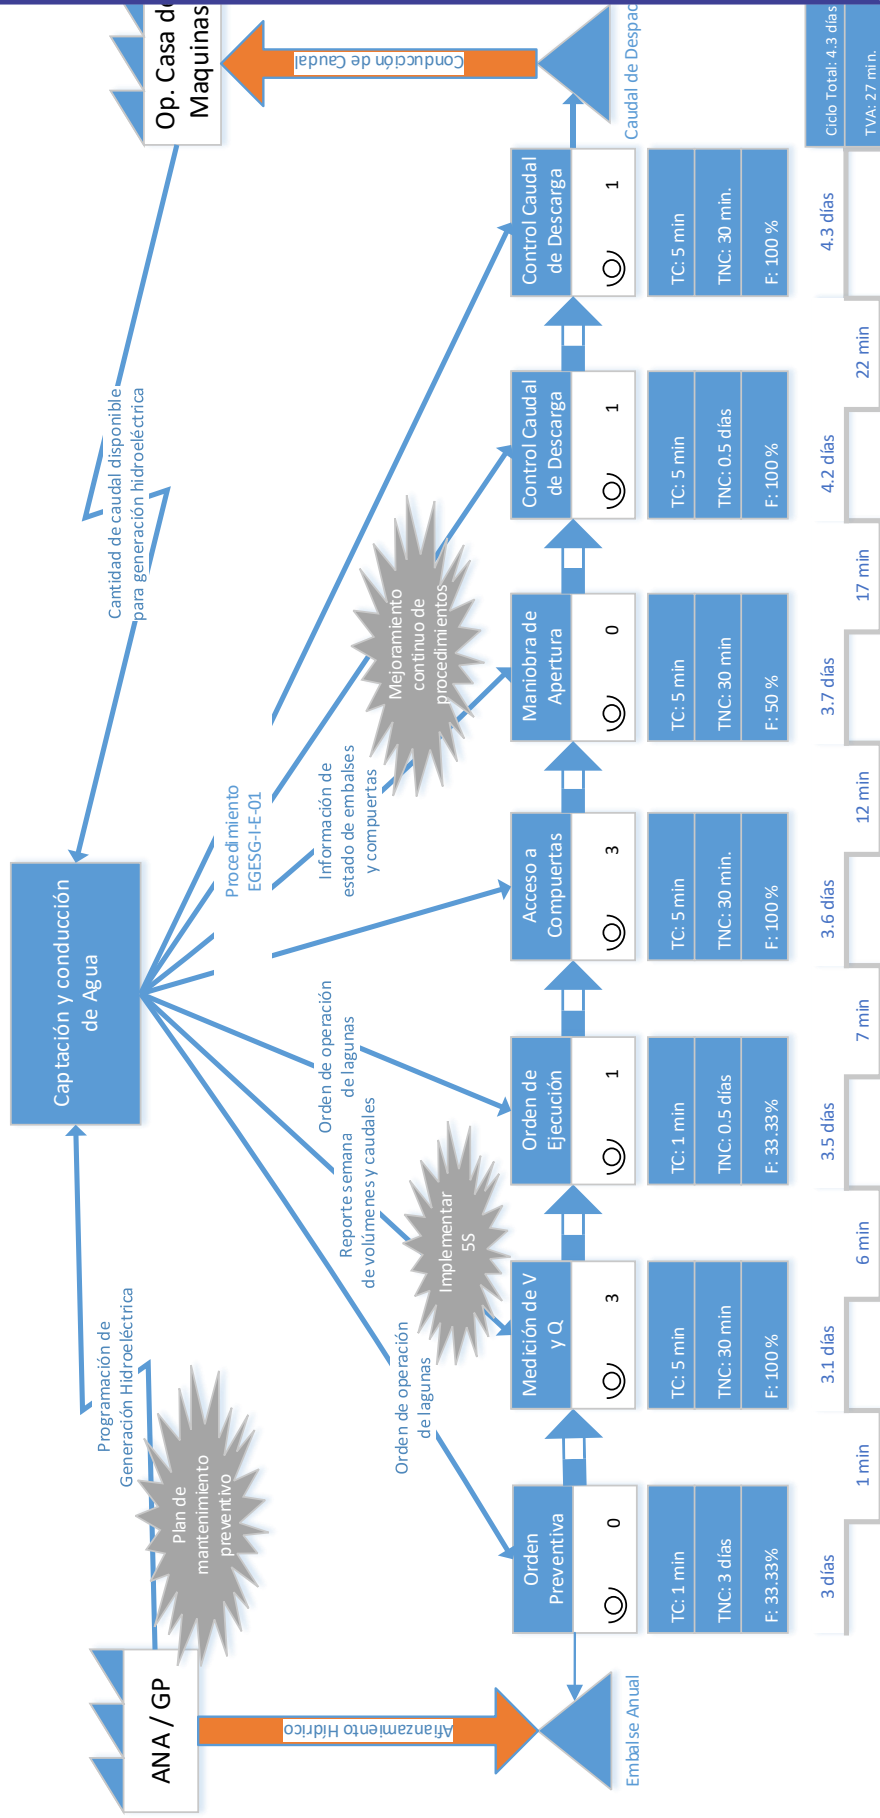 ANA / GP
Plan de
mantenimiento
preventivo
Programación de
Generación Hidroeléctrica
Captación y conducción
de Agua
Cantidad de caudal disponible
para generación hidroeléctrica
Op. Casa de
Maquinas
Afianzamiento Hídrico
Conducción de Caudal
Orden de operación
de lagunas
Reporte semana
de volúmenes y caudales
Orden de operación
de lagunas
Procedimiento
EGESG-I-E-01
Información de
estado de embalses
y compuertas
Implementar
5S
Mejoramiento
continuo de
procedimientos
Embalse Anual
Caudal de Despac
Orden
Preventiva
0
TC: 1 min
TNC: 3 días
F: 33.33%
Medición de V
y Q
3
TC: 5 min
TNC: 30 min
F: 100 %
Orden de
Ejecución
1
TC: 1 min
TNC: 0.5 días
F: 33.33%
Acceso a
Compuertas
3
TC: 5 min
TNC: 30 min.
F: 100 %
Maniobra de
Apertura
0
TC: 5 min
TNC: 30 min
F: 50 %
Control Caudal
de Descarga
1
TC: 5 min
TNC: 0.5 días
F: 100 %
Control Caudal
de Descarga
1
TC: 5 min
TNC: 30 min.
F: 100 %
3 días
1 min
3.1 días
6 min
3.5 días
7 min
3.6 días
12 min
3.7 días
17 min
4.2 días
22 min
4.3 días
Ciclo Total: 4.3 días
TVA: 27 min.